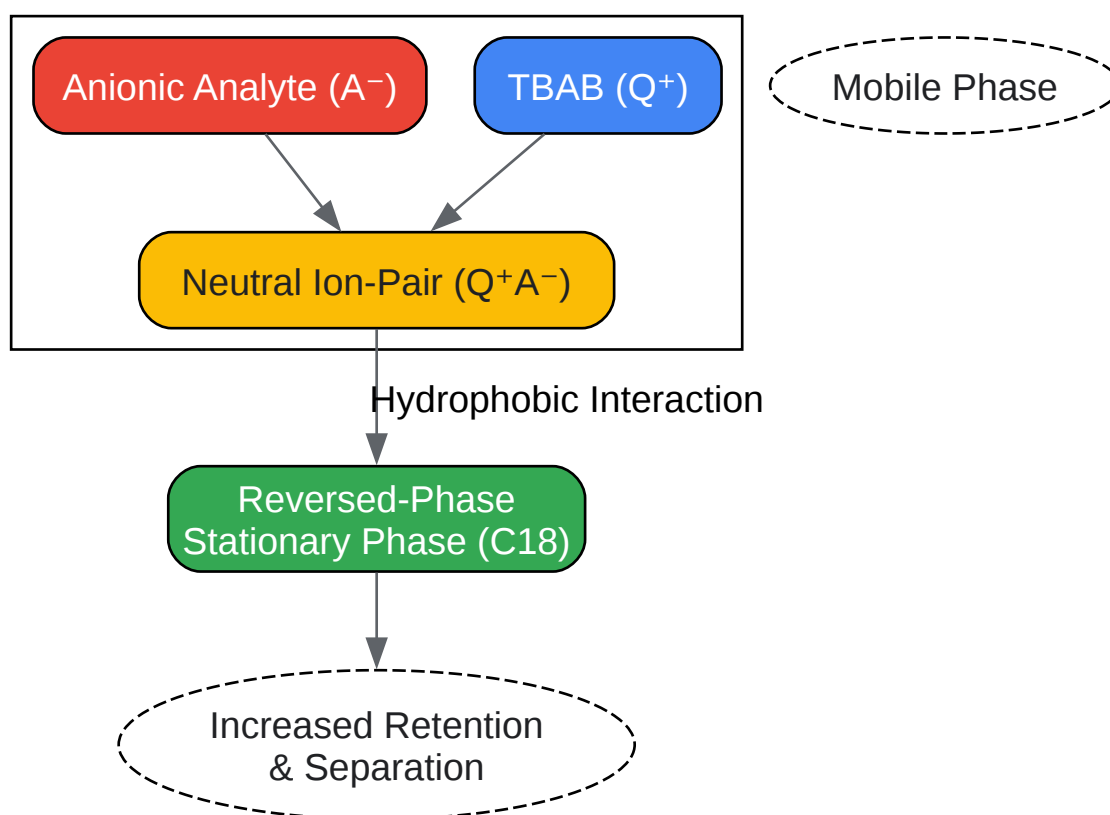 Anionic Analyte (A⁻)
TBAB (Q⁺)
Mobile Phase
Neutral Ion-Pair (Q⁺A⁻)
Hydrophobic Interaction
Reversed-Phase
Stationary Phase (C18)
Increased Retention
& Separation